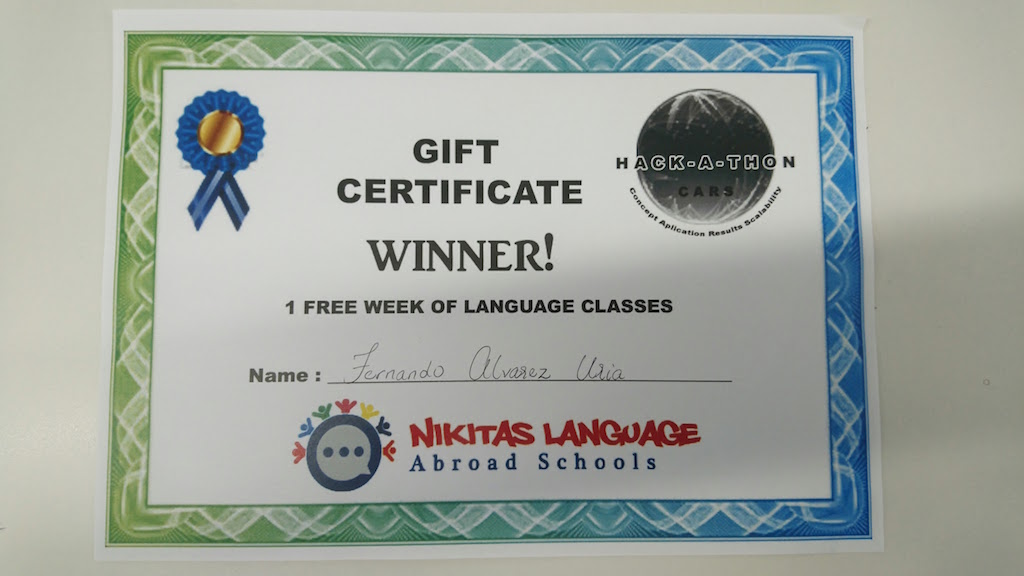 GIFT
CERTIFICATE
HACK-A-THON
CARS
Concept Aplication Results Scalability
WINNER!
1 FREE WEEK OF LANGUAGE CLASSES
Name : Fernando Alvarez Uria
NIKITAS LANGUAGE
Abroad Schools